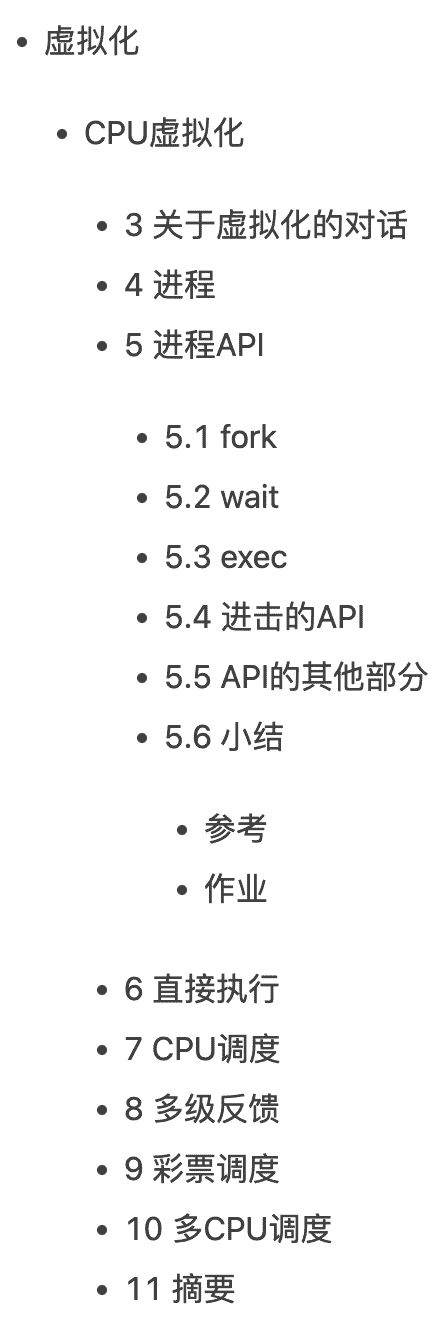 虚拟化
CPU虚拟化
3 关于虚拟化的对话
4 进程
5 进程API
5.1 fork
5.2 wait
5.3 exec
5.4 进击的API
5.5 API的其他部分
5.6 小结
参考
作业
6 直接执行
7 CPU调度
8 多级反馈
9 彩票调度
10 多CPU调度
11 摘要